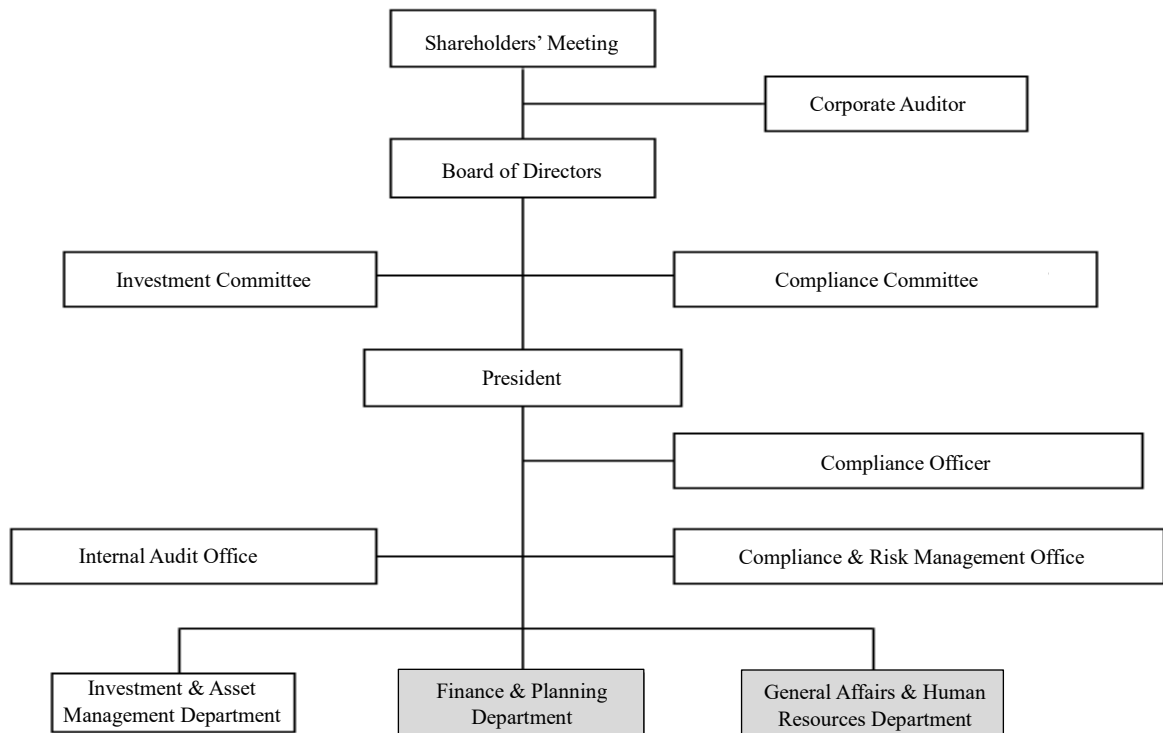 Shareholders’ Meeting
Corporate Auditor
Board of Directors
Investment Committee
Compliance Committee
President
Compliance Officer
Internal Audit Office
Compliance & Risk Management Office
Investment & Asset
Management Department
Finance & Planning
Department
General Affairs & Human
Resources Department